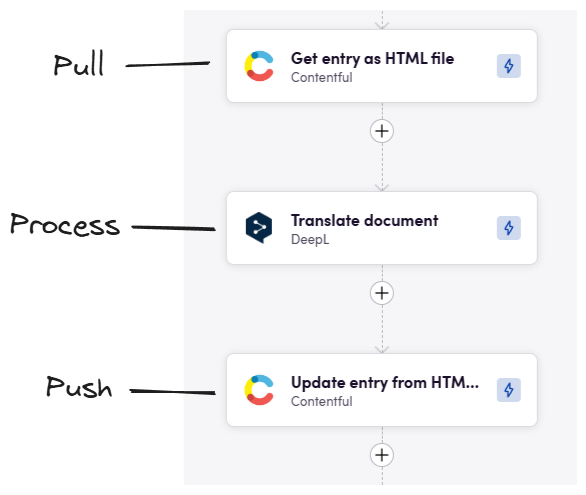 Pull
Get entry as HTML file
Contentful
Process
Translate document
DeepL
Push
Update entry from HTM...
Contentful